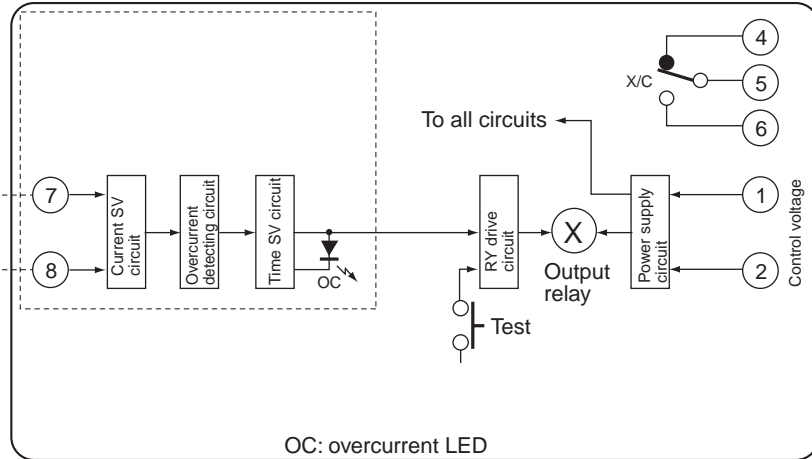 4
X/C
5
6
To all circuits
7
8
Current SV
circuit
Overcurrent
detecting circuit
Time SV circuit
OC
RY drive
circuit
X
Output
relay
Power supply
circuit
1
2
Control voltage
Test
OC: overcurrent LED